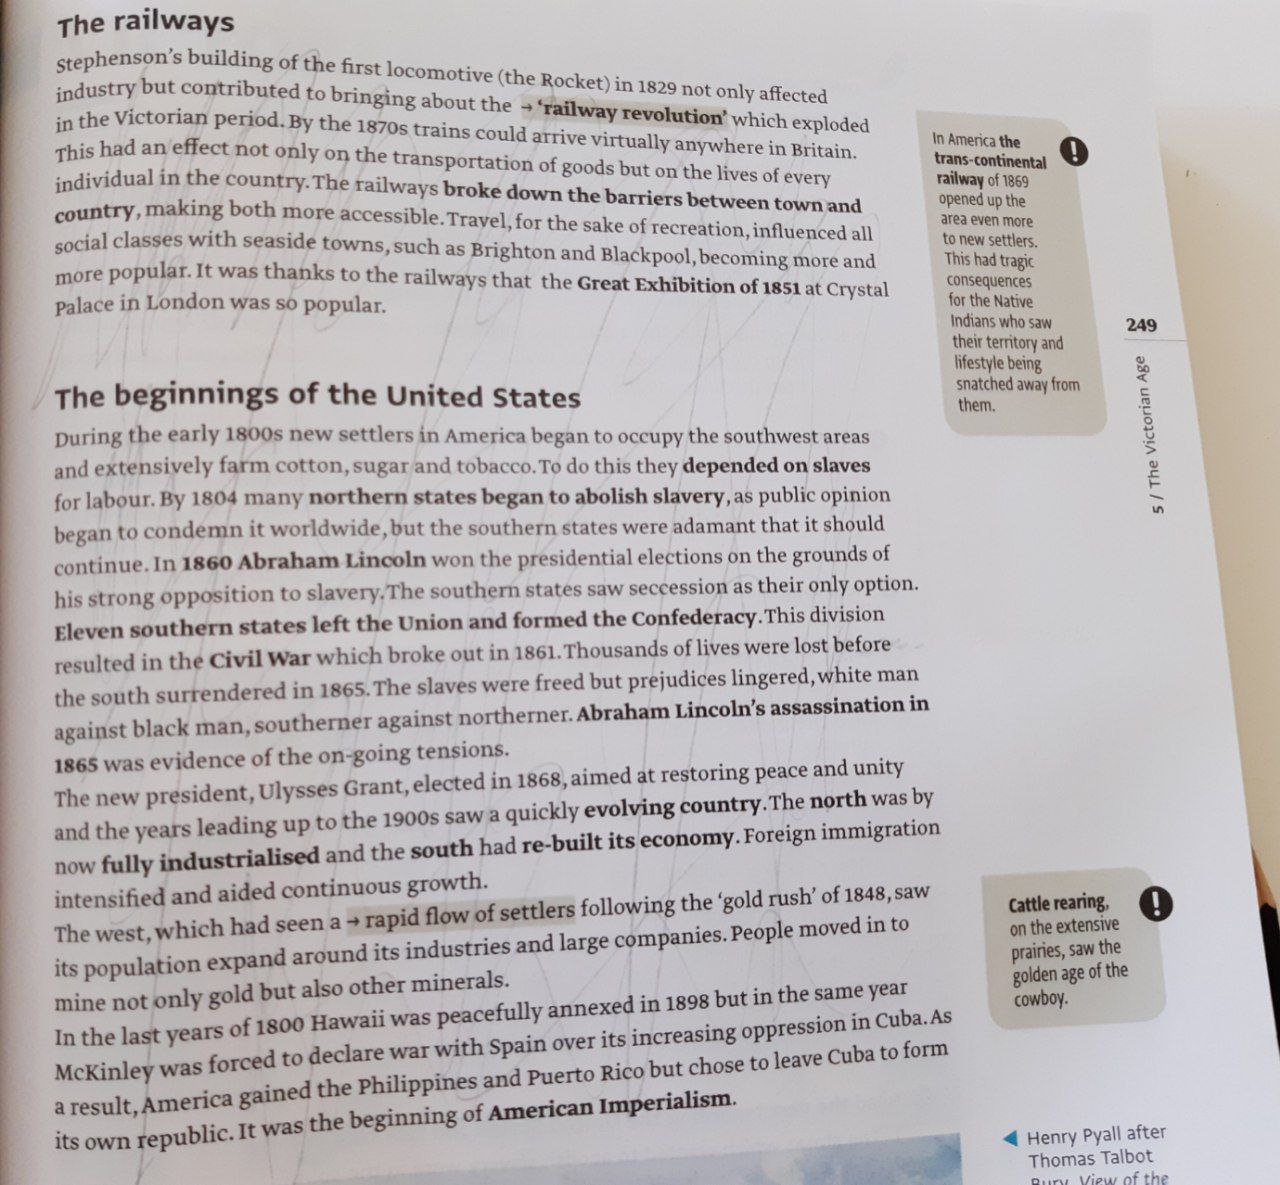 The railways
Stephenson's building of the first locomotive (the Rocket) in 1829 not only affected
industry but contributed to bringing about the → 'railway revolution' which exploded
in the Victorian period. By the 1870s trains could arrive virtually anywhere in Britain.
This had an effect not only on the transportation of goods but on the lives of every
individual in the country. The railways broke down the barriers between town and
country, making both more accessible. Travel, for the sake of recreation, influenced all
social classes with seaside towns, such as Brighton and Blackpool, becoming more and
more popular. It was thanks to the railways that the Great Exhibition of 1851 at Crystal
Palace in London was so popular.
In America the
trans-continental
railway of 1869
opened up the
area even more
to new settlers.
This had tragic
consequences
for the Native
Indians who saw
their territory and
lifestyle being
snatched away from
them.
!
249
5 / The Victorian Age
The beginnings of the United States
During the early 1800s new settlers in America began to occupy the southwest areas
and extensively farm cotton, sugar and tobacco. To do this they depended on slaves
for labour. By 1804 many northern states began to abolish slavery, as public opinion
began to condemn it worldwide, but the southern states were adamant that it should
continue. In 1860 Abraham Lincoln won the presidential elections on the grounds of
his strong opposition to slavery. The southern states saw seccession as their only option.
Eleven southern states left the Union and formed the Confederacy. This division
resulted in the Civil War which broke out in 1861. Thousands of lives were lost before
the south surrendered in 1865. The slaves were freed but prejudices lingered, white man
against black man, southerner against northerner. Abraham Lincoln's assassination in
1865 was evidence of the on-going tensions.
The new president, Ulysses Grant, elected in 1868, aimed at restoring peace and unity
and the years leading up to the 1900s saw a quickly evolving country. The north was by
now fully industrialised and the south had re-built its economy. Foreign immigration
intensified and aided continuous growth.
The west, which had seen a → rapid flow of settlers following the 'gold rush' of 1848, saw
its population expand around its industries and large companies. People moved in to
mine not only gold but also other minerals.
In the last years of 1800 Hawaii was peacefully annexed in 1898 but in the same year
McKinley was forced to declare war with Spain over its increasing oppression in Cuba. As
a result, America gained the Philippines and Puerto Rico but chose to leave Cuba to form
its own republic. It was the beginning of American Imperialism.
Cattle rearing,
on the extensive
prairies, saw the
golden age of the
cowboy.
!
◀ Henry Pyall after
Thomas Talbot
Bury, View of the